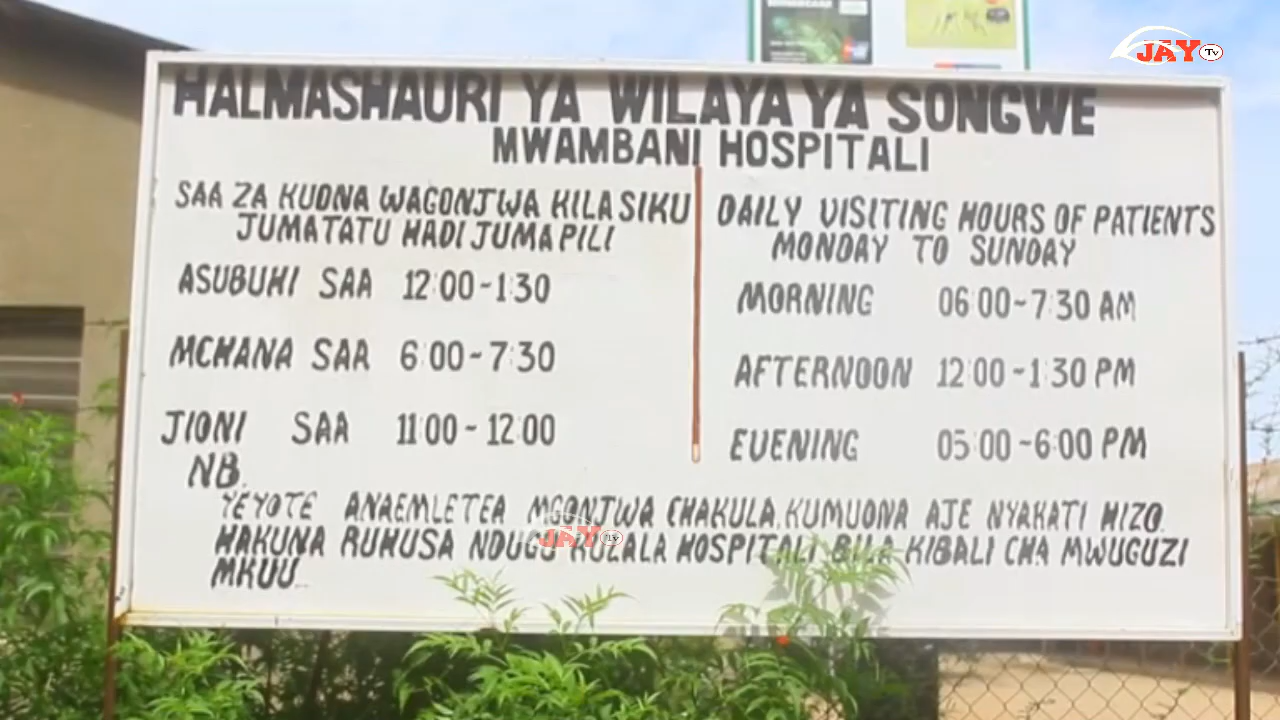 JAY Tv
HALMASHAURI YA WILAYA YA SONGWE
MWAMBANI HOSPITALI
SAA ZA KUONA WAGONJWA KILA SIKU
JUMATATU HADI JUMAPILI
ASUBUHI SAA 12:00-1:30
MCHANA SAA 6:00-7:30
JIONI SAA 11:00-12:00
DAILY VISITING HOURS OF PATIENTS
MONDAY TO SUNDAY
MORNING 06:00-7:30 AM
AFTERNOON 12:00-1:30 PM
EVENING 05:00-6:00 PM
NB.
YEYOTE ANAEMLETEA MGONJWA CHAKULA, KUMUONA AJE NYAKATI HIZO.
HAKUNA RUHUSA NDUGU KULALA HOSPITALI BILA KIBALI CHA MWUGUZI
MKUU
JAY Tv